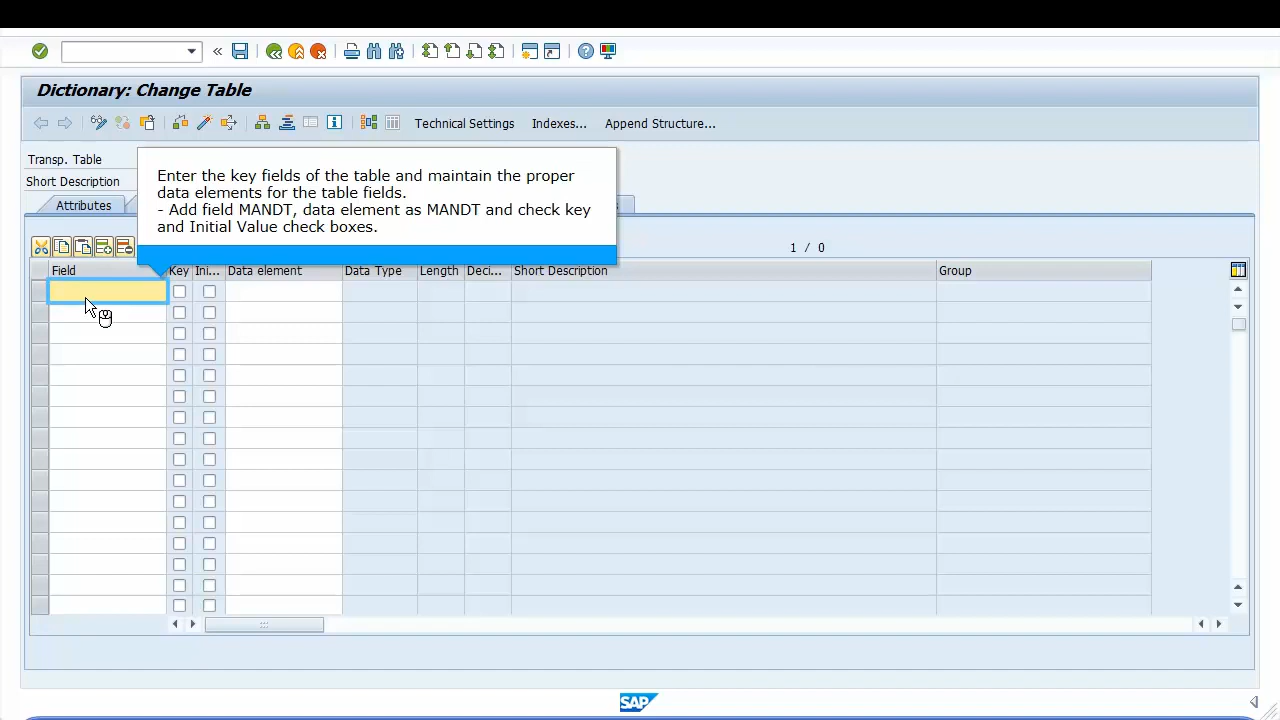 Dictionary: Change Table
Technical Settings Indexes... Append Structure...
Transp. Table
Short Description
Enter the key fields of the table and maintain the proper
data elements for the table fields.
- Add field MANDT, data element as MANDT and check key
and Initial Value check boxes.
Attributes
1 / 0
Field Key Ini... Data element Data Type Length Deci... Short Description Group
SAP